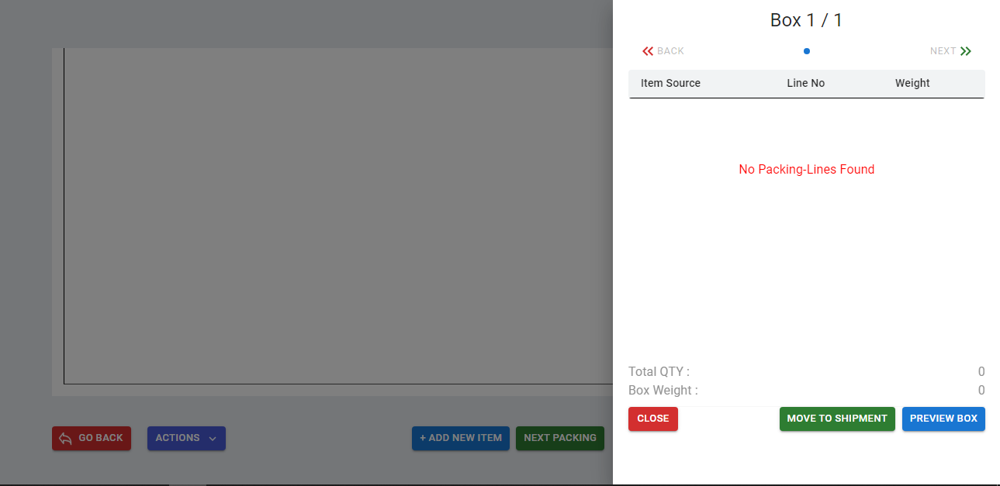 Box 1 / 1
BACK
NEXT
Item Source Line No Weight
No Packing-Lines Found
Total QTY : 0
Box Weight : 0
CLOSE MOVE TO SHIPMENT PREVIEW BOX
GO BACK ACTIONS + ADD NEW ITEM NEXT PACKING